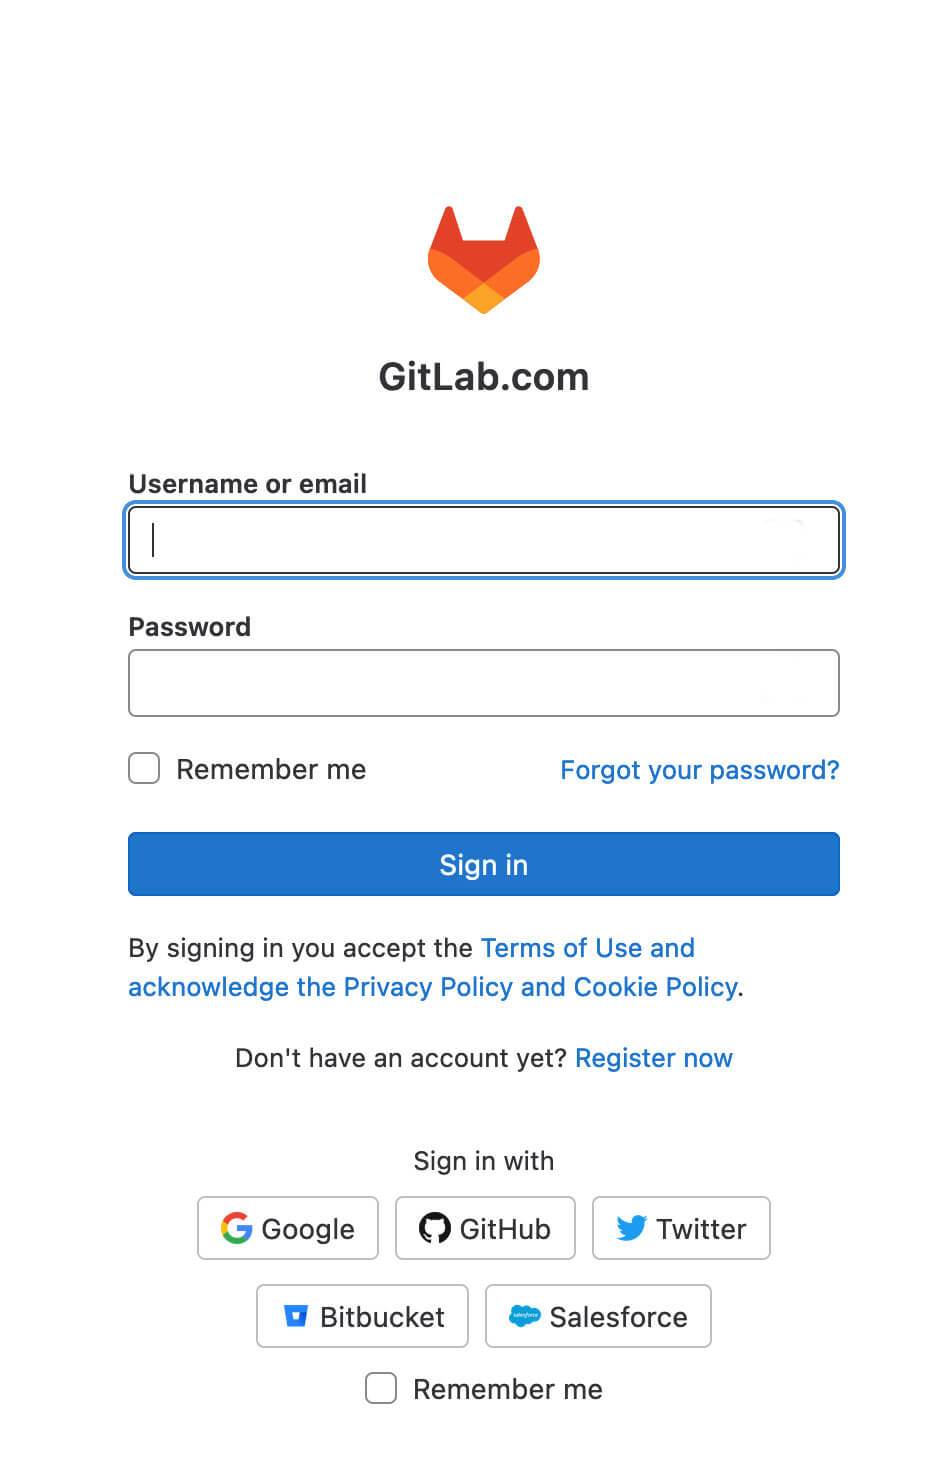 GitLab.com
Username or email
Password
Remember me
Forgot your password?
Sign in
By signing in you accept the Terms of Use and
acknowledge the Privacy Policy and Cookie Policy.
Don't have an account yet? Register now
Sign in with
Google
GitHub
Twitter
Bitbucket
salesforce
Salesforce
Remember me